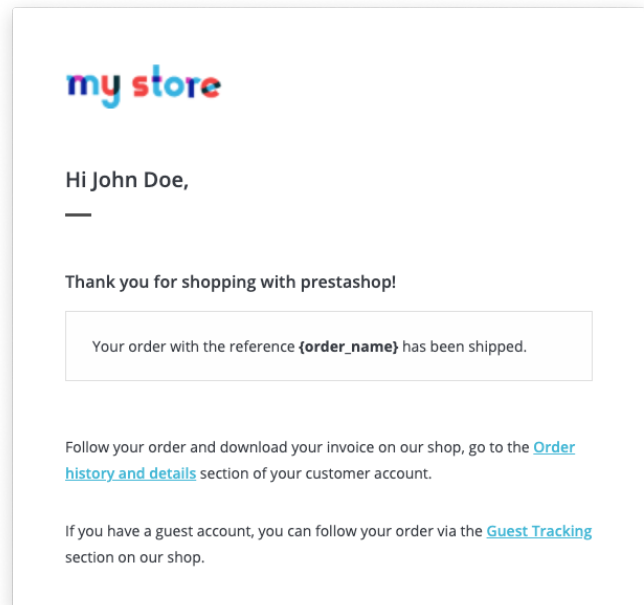 my store
Hi John Doe,
Thank you for shopping with prestashop!
Your order with the reference {order_name} has been shipped.
Follow your order and download your invoice on our shop, go to the Order
history and details section of your customer account.
If you have a guest account, you can follow your order via the Guest Tracking
section on our shop.